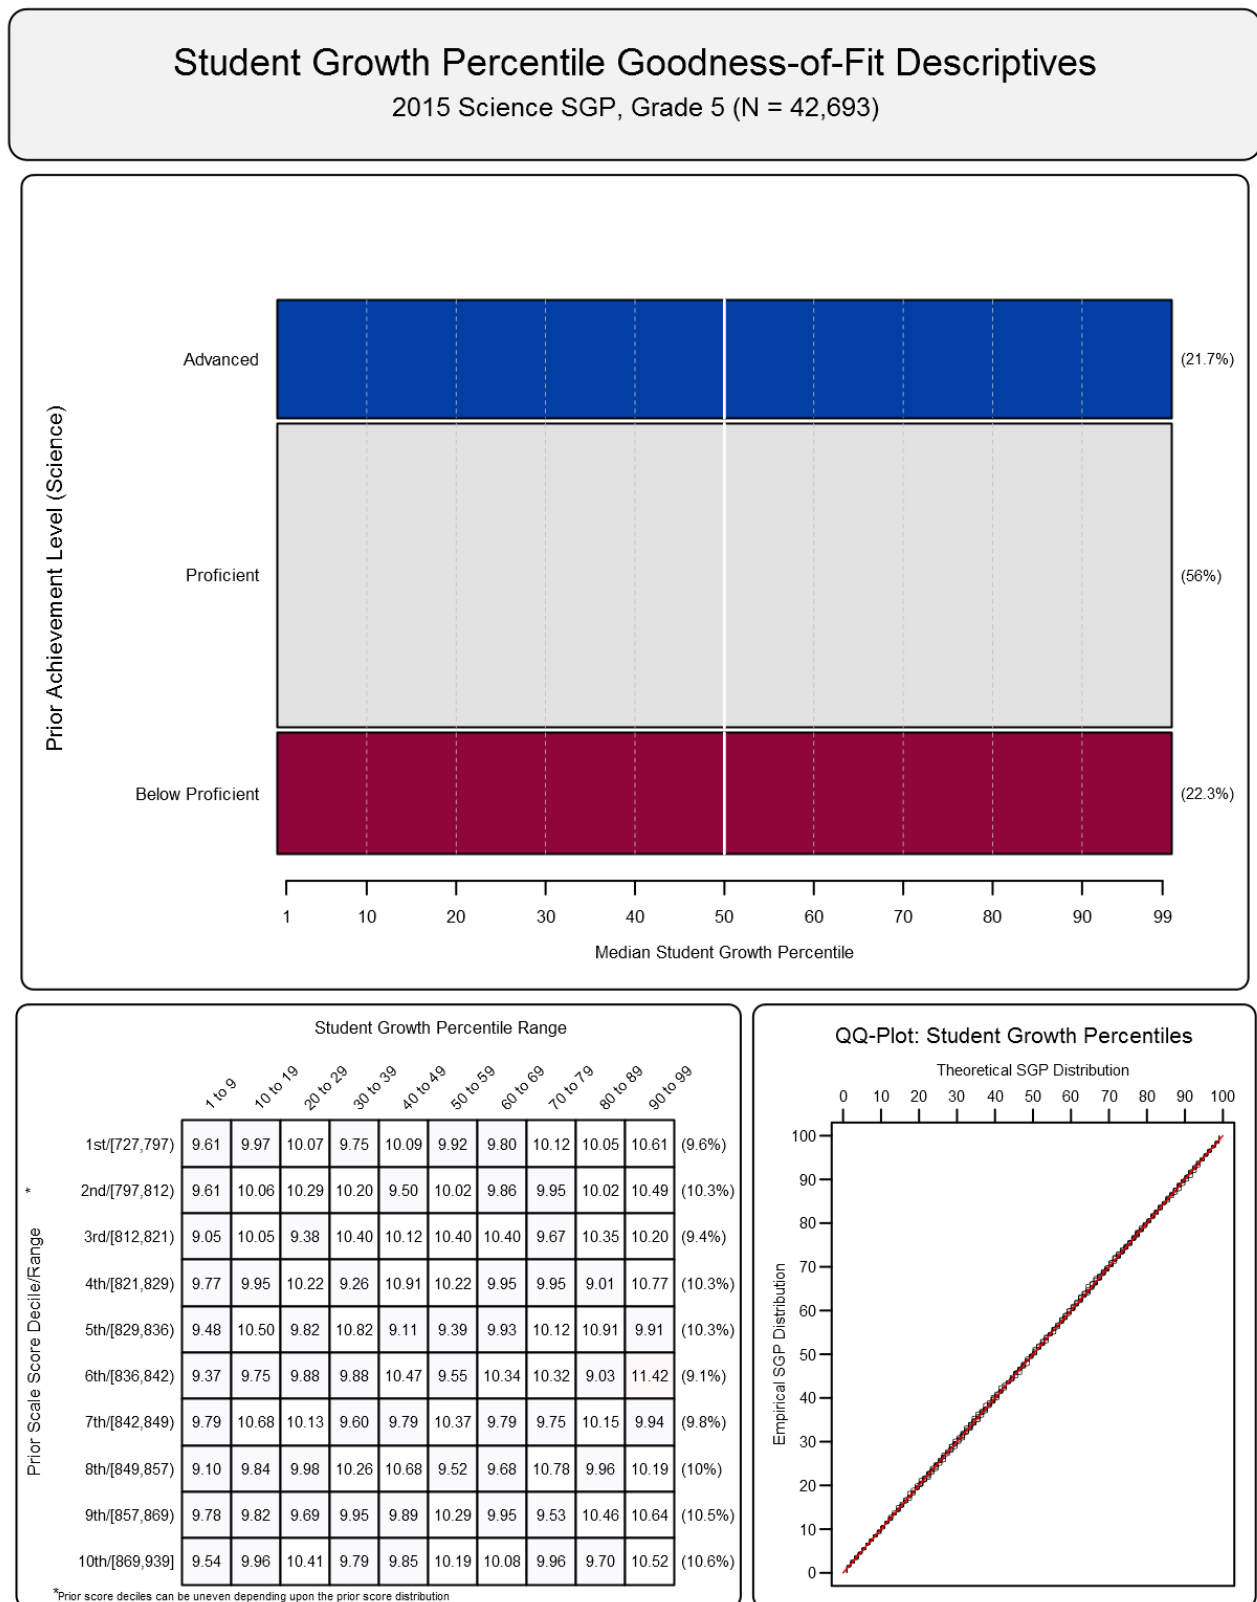 Student Growth Percentile Goodness-of-Fit Descriptives
2015 Science SGP, Grade 5 (N = 42,693)
Prior Achievement Level (Science)
Advanced
(21.7%)
Proficient
(56%)
Below Proficient
(22.3%)
1 10 20 30 40 50 60 70 80 90 99
Median Student Growth Percentile
Student Growth Percentile Range
1 to 9 10 to 19 20 to 29 30 to 39 40 to 49 50 to 59 60 to 69 70 to 79 80 to 89 90 to 99
Prior Scale Score Decile/Range *
1st/[727,797) 9.61 9.97 10.07 9.75 10.09 9.92 9.80 10.12 10.05 10.61 (9.6%)
2nd/[797,812) 9.61 10.06 10.29 10.20 9.50 10.02 9.86 9.95 10.02 10.49 (10.3%)
3rd/[812,821) 9.05 10.05 9.38 10.40 10.12 10.40 10.40 9.67 10.35 10.20 (9.4%)
4th/[821,829) 9.77 9.95 10.22 9.26 10.91 10.22 9.95 9.95 9.01 10.77 (10.3%)
5th/[829,836) 9.48 10.50 9.82 10.82 9.11 9.39 9.93 10.12 10.91 9.91 (10.3%)
6th/[836,842) 9.37 9.75 9.88 9.88 10.47 9.55 10.34 10.32 9.03 11.42 (9.1%)
7th/[842,849) 9.79 10.68 10.13 9.60 9.79 10.37 9.79 9.75 10.15 9.94 (9.8%)
8th/[849,857) 9.10 9.84 9.98 10.26 10.68 9.52 9.68 10.78 9.96 10.19 (10%)
9th/[857,869) 9.78 9.82 9.69 9.95 9.89 10.29 9.95 9.53 10.46 10.64 (10.5%)
10th/[869,939] 9.54 9.96 10.41 9.79 9.85 10.19 10.08 9.96 9.70 10.52 (10.6%)
*Prior score deciles can be uneven depending upon the prior score distribution
QQ-Plot: Student Growth Percentiles
Theoretical SGP Distribution
0 10 20 30 40 50 60 70 80 90 100
Empirical SGP Distribution
100
90
80
70
60
50
40
30
20
10
0